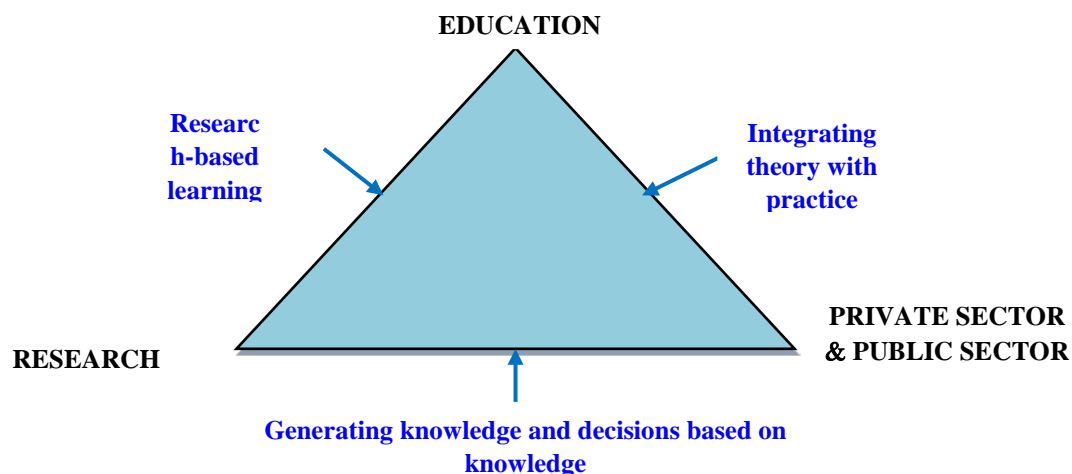 EDUCATION
Researc
h-based
learning
Integrating
theory with
practice
RESEARCH
PRIVATE SECTOR
& PUBLIC SECTOR
Generating knowledge and decisions based on
knowledge